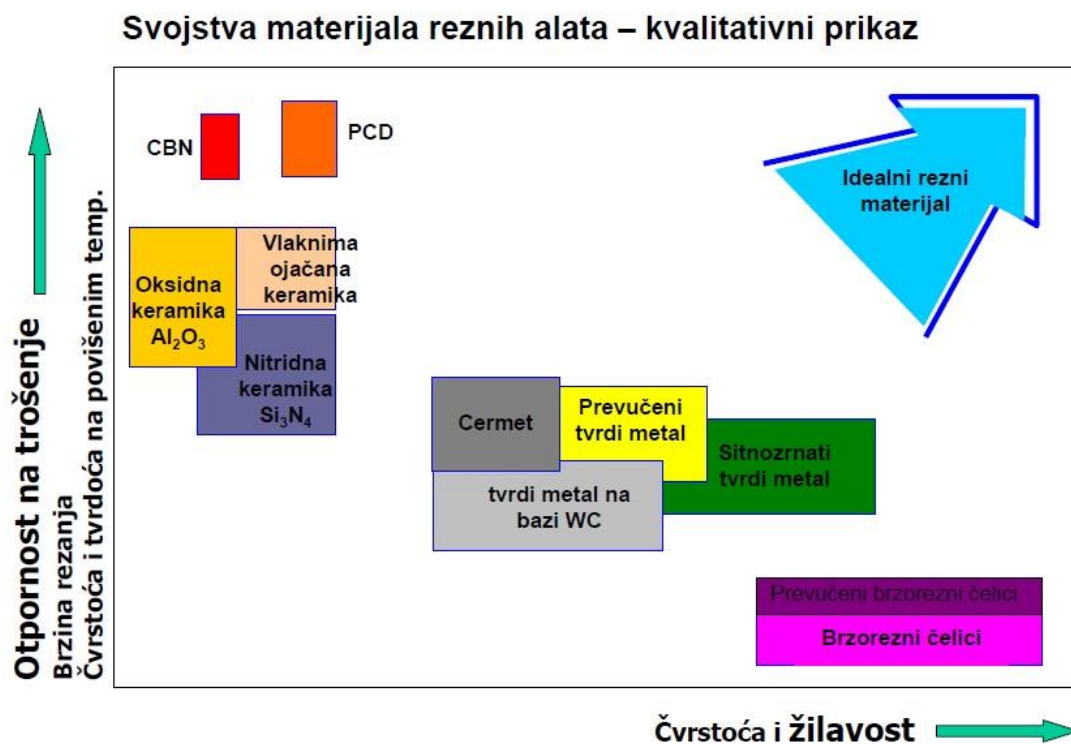 Svojstva materijala reznih alata – kvalitativni prikaz
CBN
PCD
Idealni rezni
materijal
Oksidna
keramika
Al₂O₃
Vlaknima
ojačana
keramika
Nitridna
keramika
Si₃N₄
Cermet
Prevučeni
tvrdi metal
Sitnozrnati
tvrdi metal
tvrdi metal na
bazi WC
Prevučeni brzorezni čelici
Brzorezni čelici
Otpornost na trošenje
Brzina rezanja
Čvrstoća i tvrdoća na povišenim temp.
Čvrstoća i žilavost